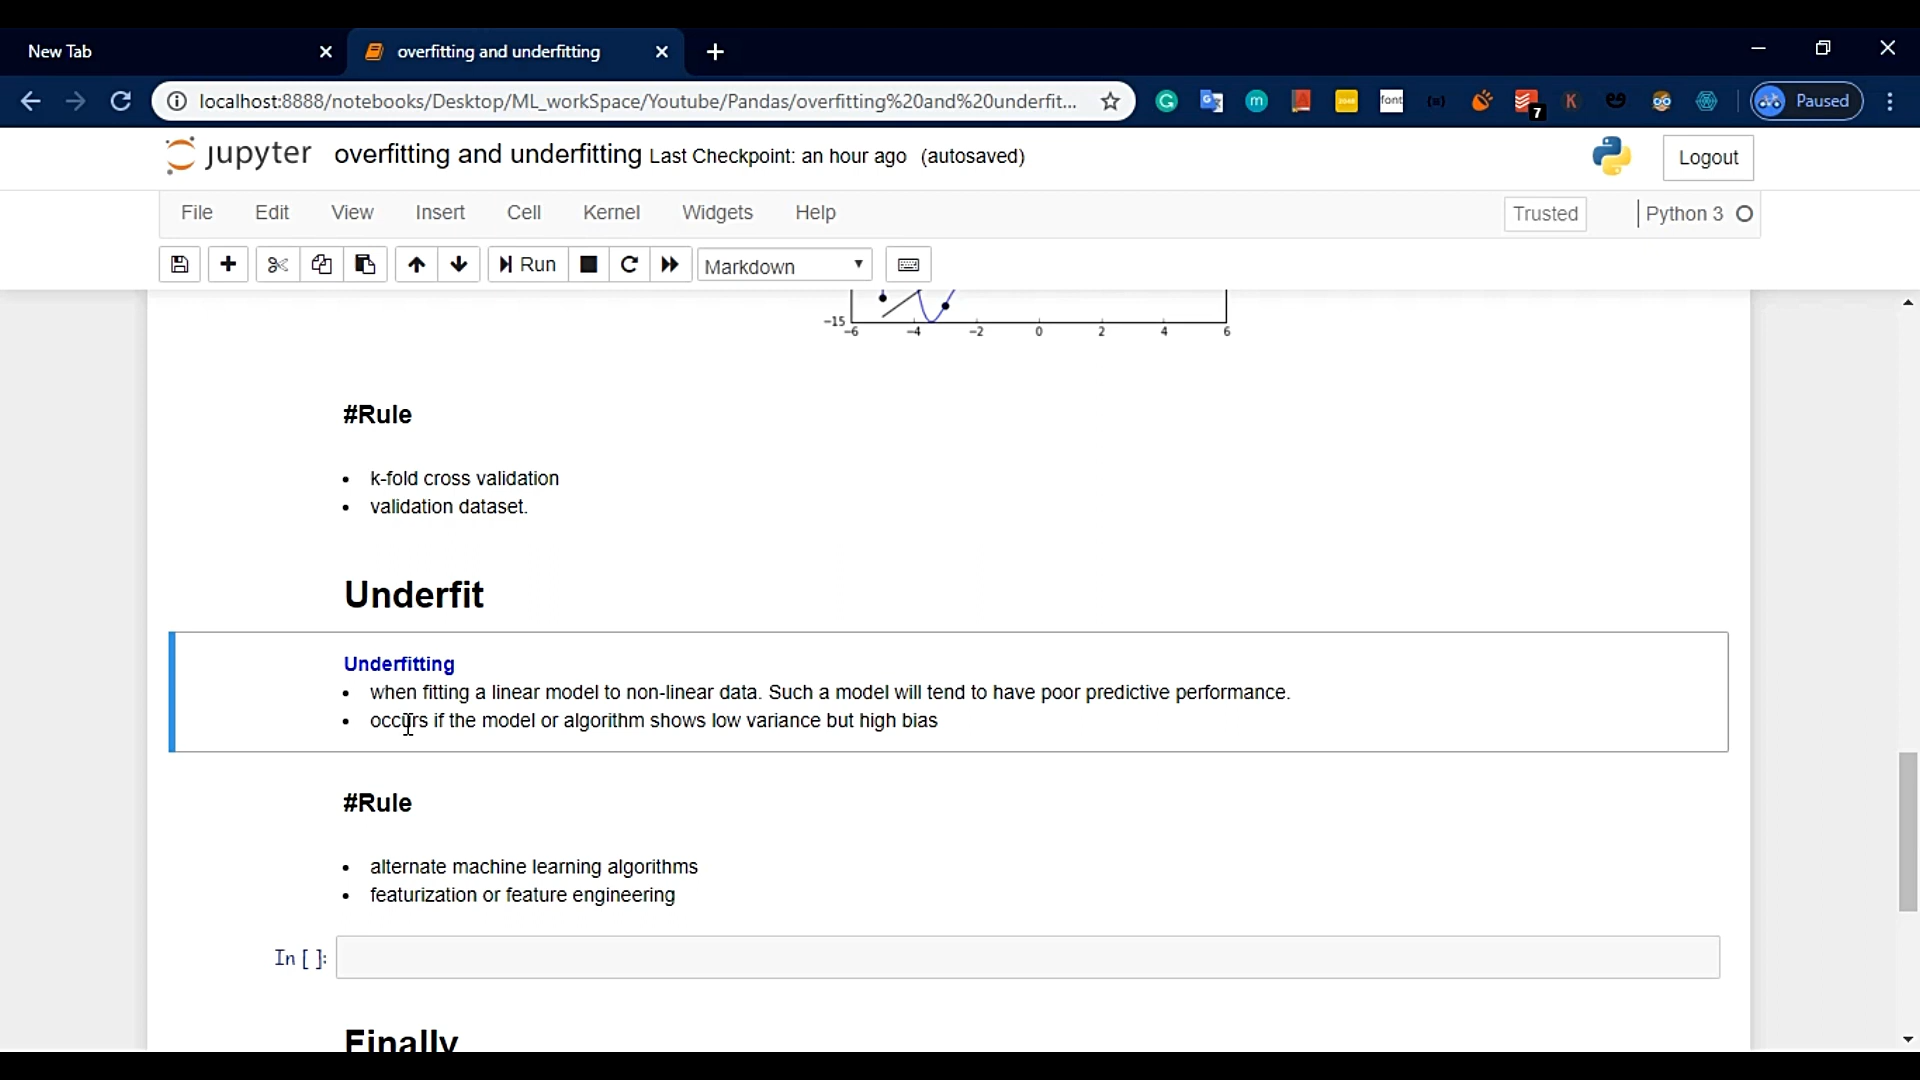 New Tab
overfitting and underfitting
localhost:8888/notebooks/Desktop/ML_workSpace/Youtube/Pandas/overfitting%20and%20underfit...
m
font
7
K
Paused
jupyter overfitting and underfitting Last Checkpoint: an hour ago (autosaved)
Logout
File Edit View Insert Cell Kernel Widgets Help
Trusted
Python 3
Run
Markdown
−15
−6 −4 −2 0 2 4 6
#Rule
• k-fold cross validation
• validation dataset.
Underfit
Underfitting
• when fitting a linear model to non-linear data. Such a model will tend to have poor predictive performance.
• occurs if the model or algorithm shows low variance but high bias
#Rule
• alternate machine learning algorithms
• featurization or feature engineering
In [ ]:
Finally